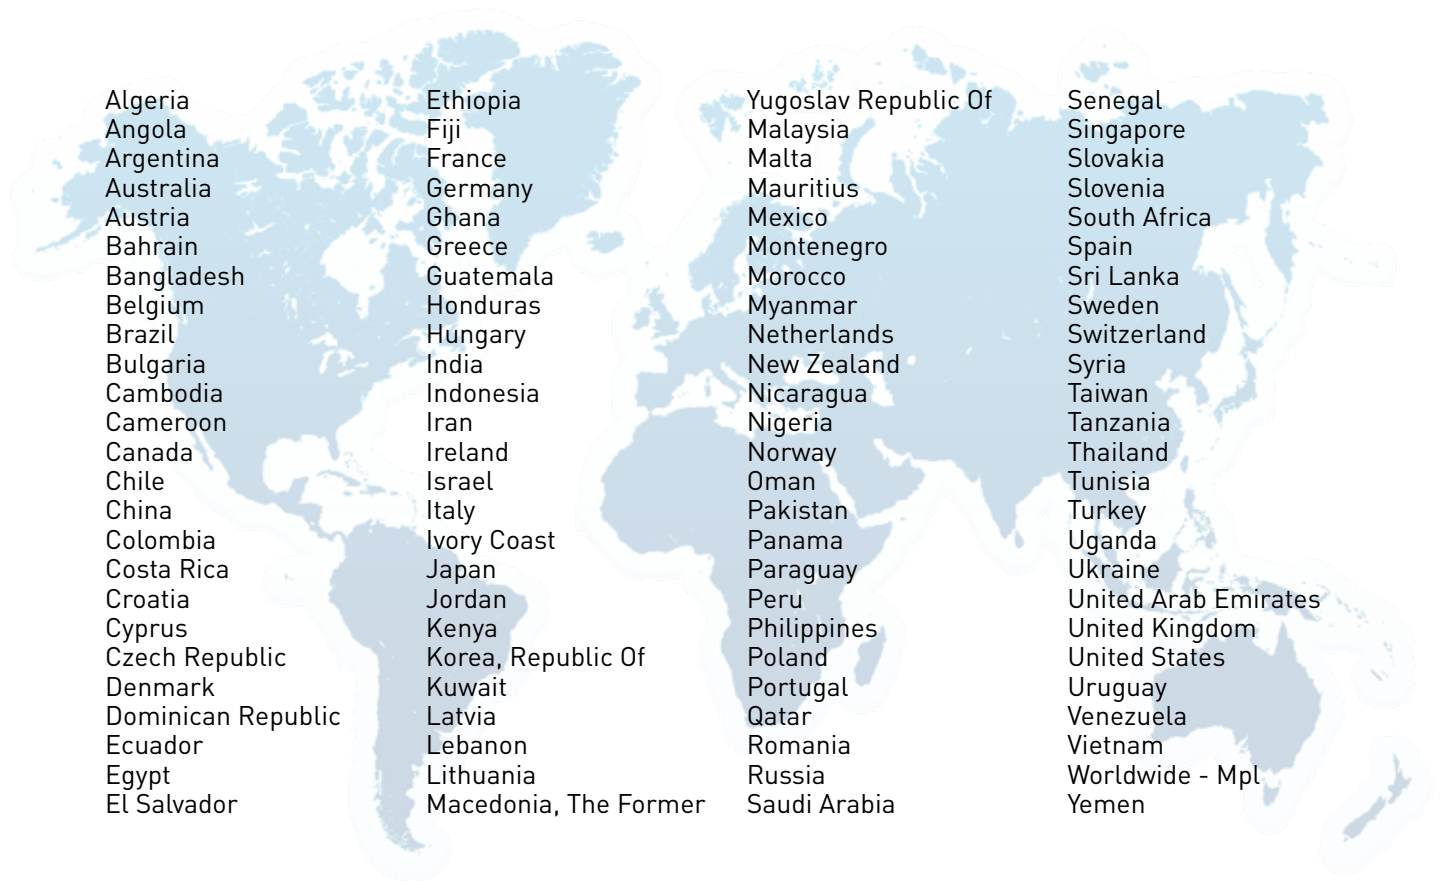 Algeria
Angola
Argentina
Australia
Austria
Bahrain
Bangladesh
Belgium
Brazil
Bulgaria
Cambodia
Cameroon
Canada
Chile
China
Colombia
Costa Rica
Croatia
Cyprus
Czech Republic
Denmark
Dominican Republic
Ecuador
Egypt
El Salvador
Ethiopia
Fiji
France
Germany
Ghana
Greece
Guatemala
Honduras
Hungary
India
Indonesia
Iran
Ireland
Israel
Italy
Ivory Coast
Japan
Jordan
Kenya
Korea, Republic Of
Kuwait
Latvia
Lebanon
Lithuania
Macedonia, The Former
Yugoslav Republic Of
Malaysia
Malta
Mauritius
Mexico
Montenegro
Morocco
Myanmar
Netherlands
New Zealand
Nicaragua
Nigeria
Norway
Oman
Pakistan
Panama
Paraguay
Peru
Philippines
Poland
Portugal
Qatar
Romania
Russia
Saudi Arabia
Senegal
Singapore
Slovakia
Slovenia
South Africa
Spain
Sri Lanka
Sweden
Switzerland
Syria
Taiwan
Tanzania
Thailand
Tunisia
Turkey
Uganda
Ukraine
United Arab Emirates
United Kingdom
United States
Uruguay
Venezuela
Vietnam
Worldwide - Mpl
Yemen